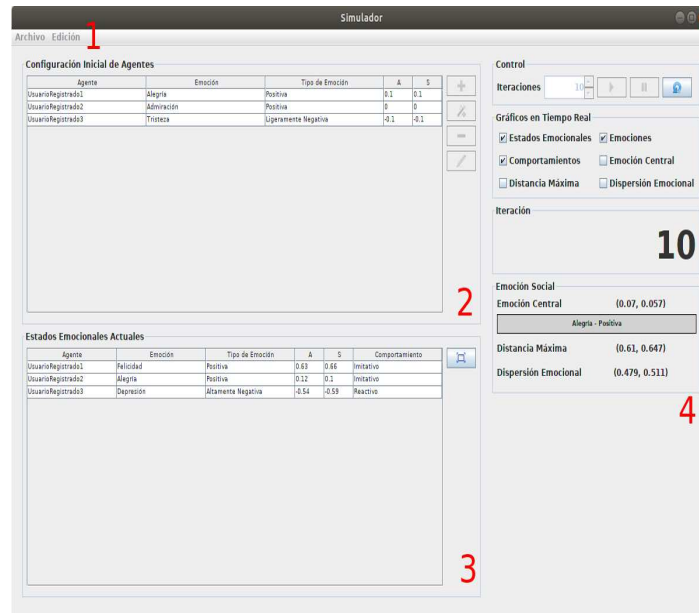 Simulador
Archivo Edición
1
Configuración Inicial de Agentes
Agente Emoción Tipo de Emoción A S
UsuarioRegistrado1 Alegría Positiva 0.1 0.1
UsuarioRegistrado2 Admiración Positiva 0 0
UsuarioRegistrado3 Tristeza Ligeramente Negativa -0.1 -0.1
2
Estados Emocionales Actuales
Agente Emoción Tipo de Emoción A S Comportamiento
UsuarioRegistrado1 Felicidad Positiva 0.63 0.66 Imitativo
UsuarioRegistrado2 Alegría Positiva 0.12 0.1 Imitativo
UsuarioRegistrado3 Depresión Altamente Negativa -0.54 -0.59 Reactivo
3
Control
Iteraciones 10
Gráficos en Tiempo Real
Estados Emocionales Emociones
Comportamientos Emoción Central
Distancia Máxima Dispersión Emocional
Iteración
10
Emoción Social
Emoción Central (0.07, 0.057)
Alegría - Positiva
Distancia Máxima (0.61, 0.647)
Dispersión Emocional (0.479, 0.511)
4